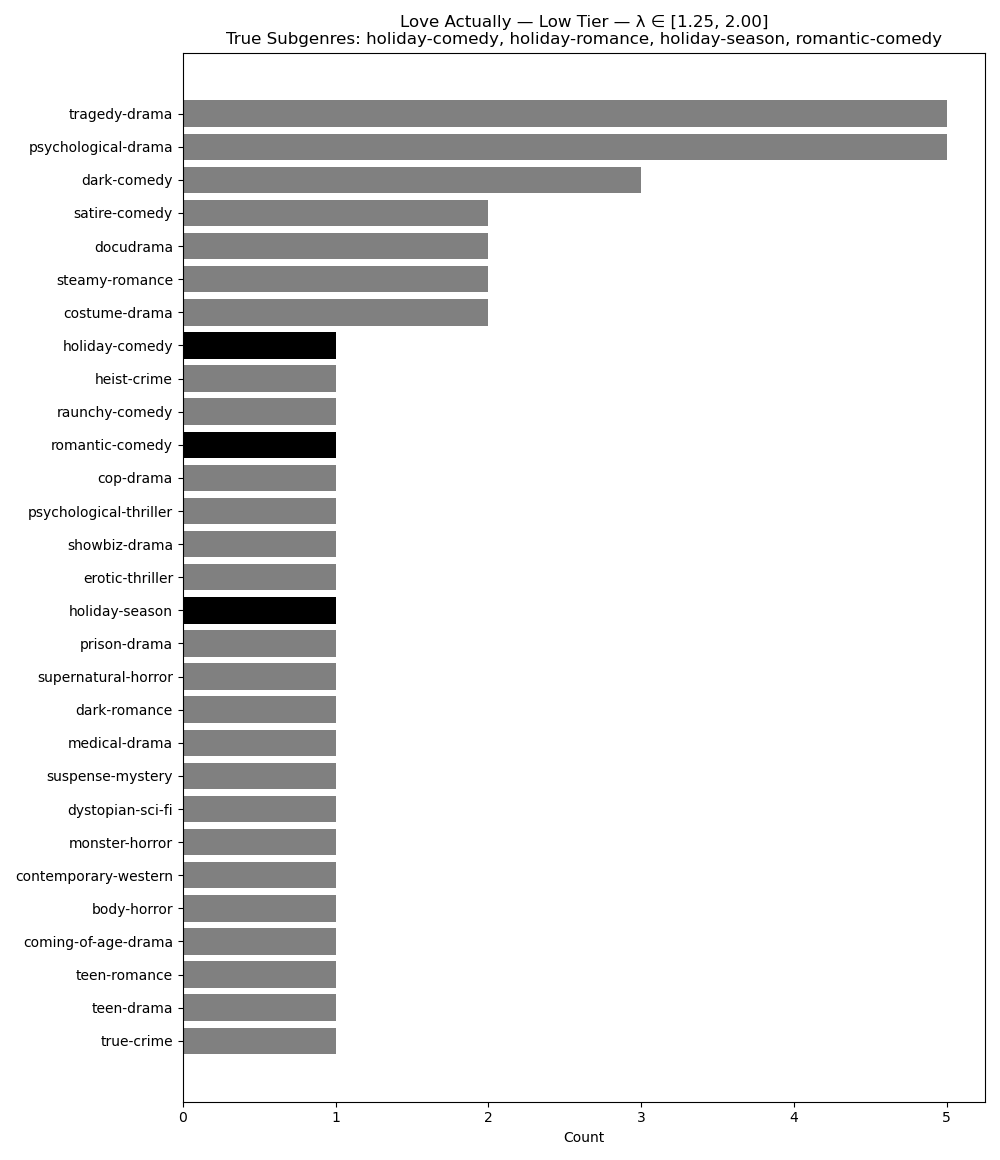 Love Actually — Low Tier — λ ∈ [1.25, 2.00]
True Subgenres: holiday-comedy, holiday-romance, holiday-season, romantic-comedy
tragedy-drama
psychological-drama
dark-comedy
satire-comedy
docudrama
steamy-romance
costume-drama
holiday-comedy
heist-crime
raunchy-comedy
romantic-comedy
cop-drama
psychological-thriller
showbiz-drama
erotic-thriller
holiday-season
prison-drama
supernatural-horror
dark-romance
medical-drama
suspense-mystery
dystopian-sci-fi
monster-horror
contemporary-western
body-horror
coming-of-age-drama
teen-romance
teen-drama
true-crime
0 1 2 3 4 5
Count